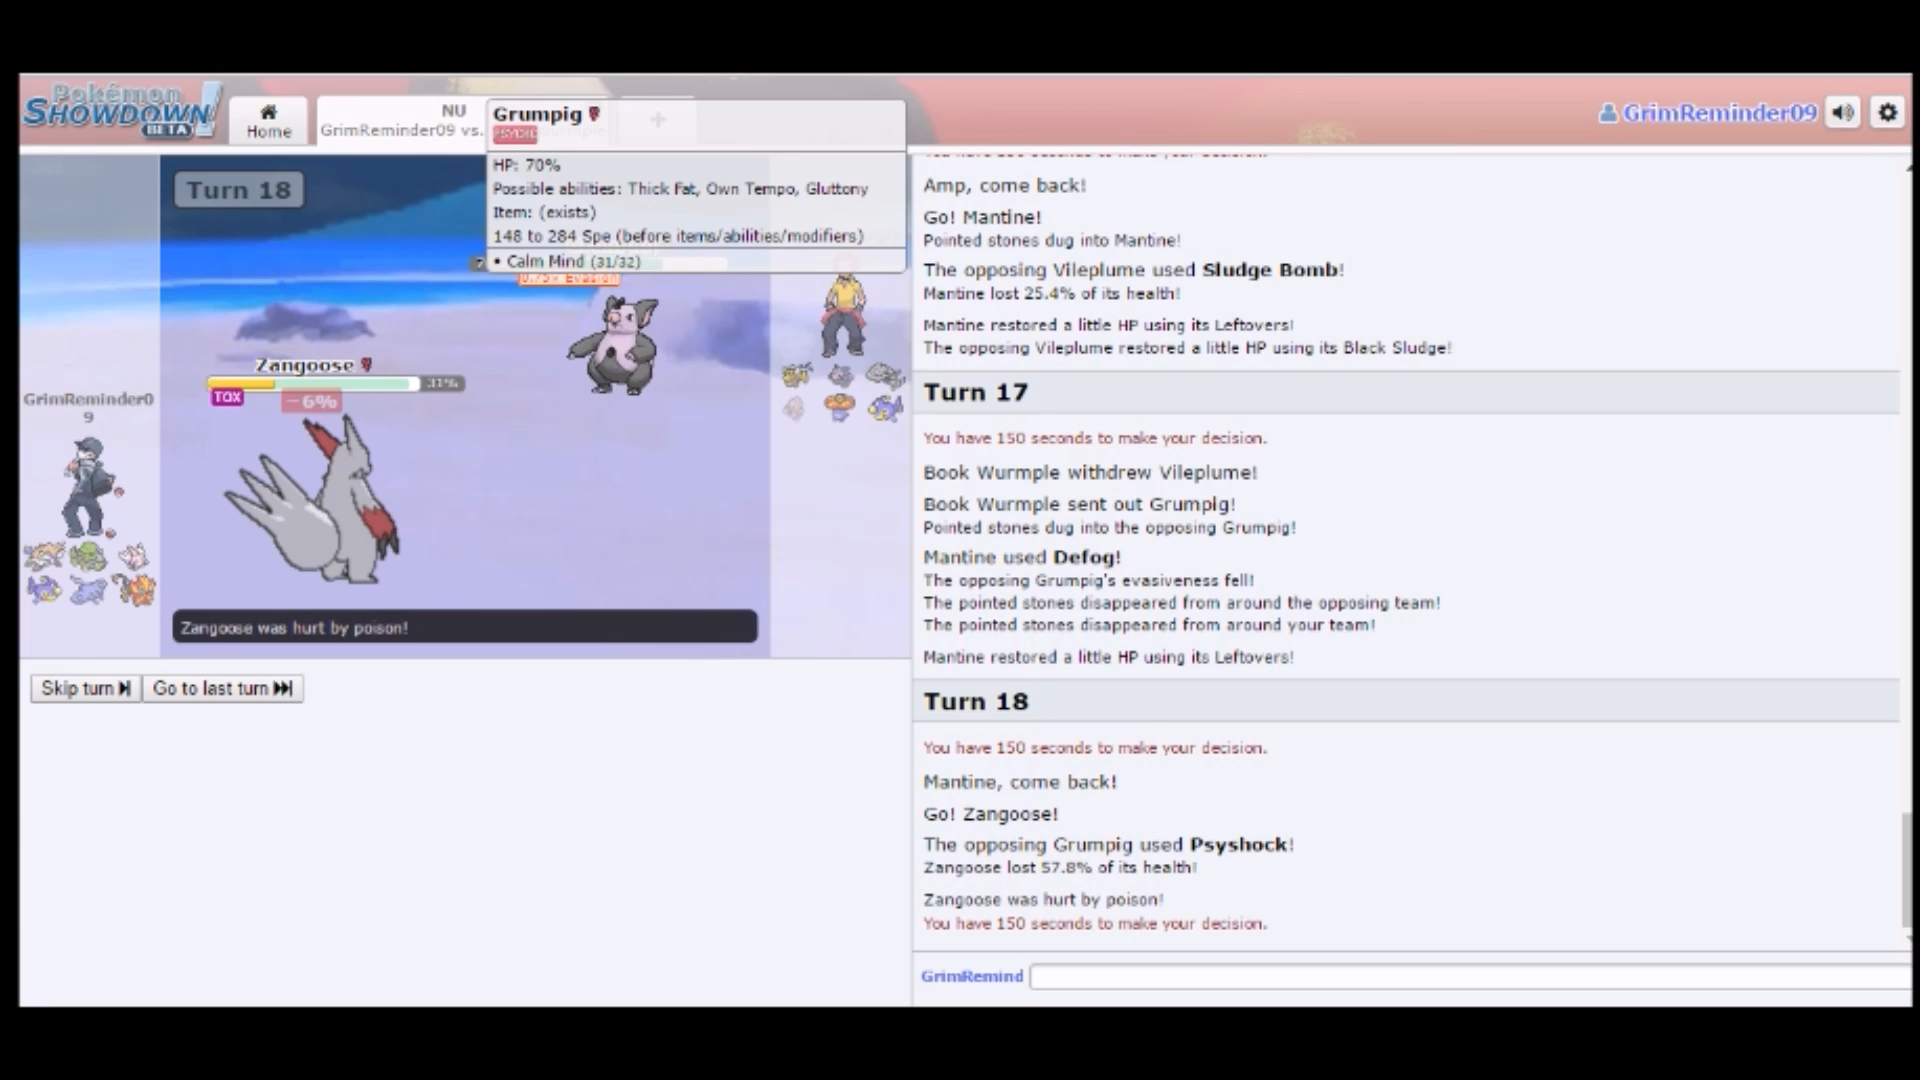 Pokémon
SHOWDOWN!
BETA
Home
NU
GrimReminder09 vs.
Grumpig
PSYCHC
HP: 70%
Possible abilities: Thick Fat, Own Tempo, Gluttony
Item: (exists)
148 to 284 Spe (before items/abilities/modifiers)
• Calm Mind (31/32)
0.75× Evasion
GrimReminder09
Turn 18
Zangoose
31%
TOX
−6%
GrimReminder0
9
Zangoose was hurt by poison!
Skip turn
Go to last turn
Amp, come back!
Go! Mantine!
Pointed stones dug into Mantine!
The opposing Vileplume used Sludge Bomb!
Mantine lost 25.4% of its health!
Mantine restored a little HP using its Leftovers!
The opposing Vileplume restored a little HP using its Black Sludge!
Turn 17
You have 150 seconds to make your decision.
Book Wurmple withdrew Vileplume!
Book Wurmple sent out Grumpig!
Pointed stones dug into the opposing Grumpig!
Mantine used Defog!
The opposing Grumpig's evasiveness fell!
The pointed stones disappeared from around the opposing team!
The pointed stones disappeared from around your team!
Mantine restored a little HP using its Leftovers!
Turn 18
You have 150 seconds to make your decision.
Mantine, come back!
Go! Zangoose!
The opposing Grumpig used Psyshock!
Zangoose lost 57.8% of its health!
Zangoose was hurt by poison!
You have 150 seconds to make your decision.
GrimRemind